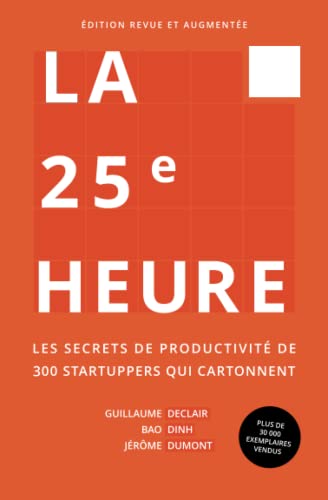 ÉDITION REVUE ET AUGMENTÉE
LA
25e
HEURE
LES SECRETS DE PRODUCTIVITÉ DE
300 STARTUPPERS QUI CARTONNENT
GUILLAUME DECLAIR
BAO DINH
JÉRÔME DUMONT
PLUS DE
30 000
EXEMPLAIRES
VENDUS